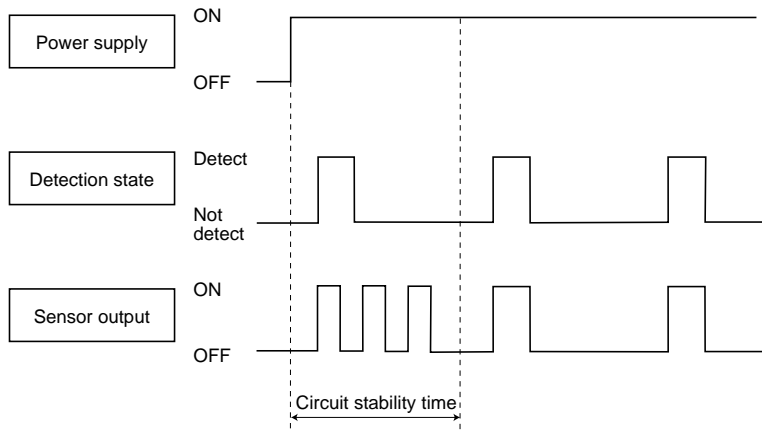 Power supply
ON
OFF
Detection state
Detect
Not
detect
Sensor output
ON
OFF
Circuit stability time